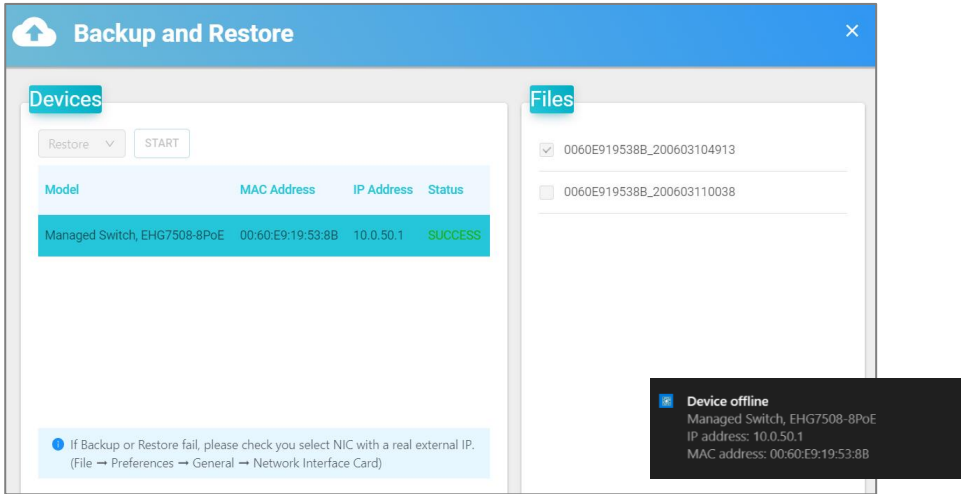 Backup and Restore
Devices
Restore
START
Model MAC Address IP Address Status
Managed Switch, EHG7508-8PoE 00:60:E9:19:53:8B 10.0.50.1 SUCCESS
If Backup or Restore fail, please check you select NIC with a real external IP.
(File → Preferences → General → Network Interface Card)
Files
0060E919538B_200603104913
0060E919538B_200603110038
Device offline
Managed Switch, EHG7508-8PoE
IP address: 10.0.50.1
MAC address: 00:60:E9:19:53:8B